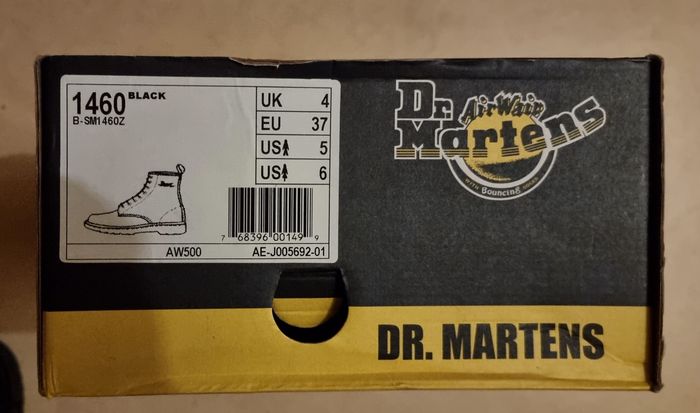 1460 BLACK
B-SM1460Z
UK 4
EU 37
US 5
US 6
7 68396 00149 9
AW500 AE-J005692-01
Dr. AirWair
Martens
WITH Bouncing SOLES
DR. MARTENS